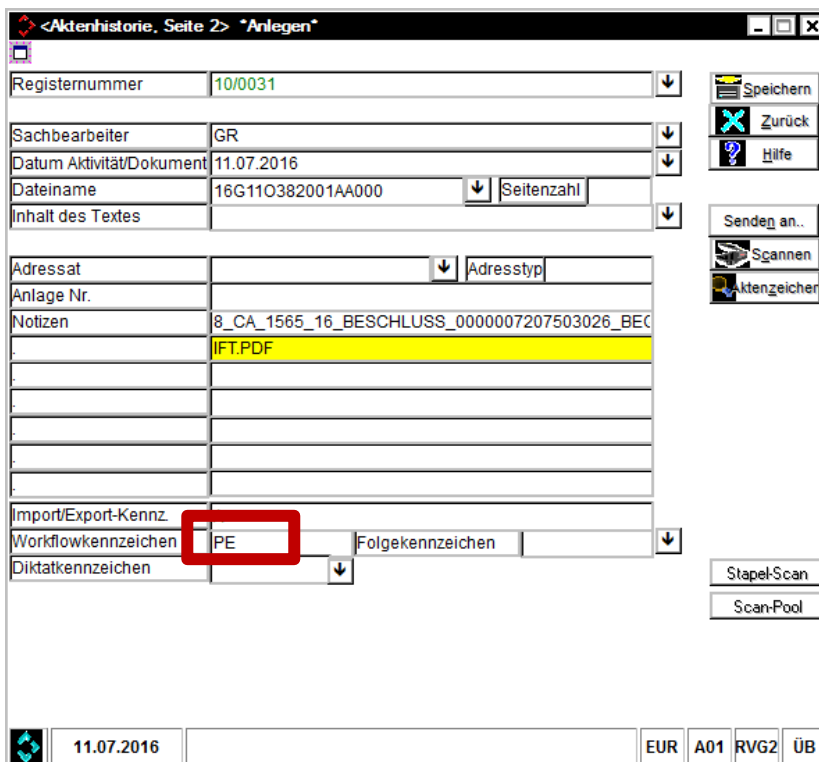 <Aktenhistorie, Seite 2> *Anlegen*
Registernummer 10/0031 Speichern
Zurück
Sachbearbeiter GR
Hilfe
Datum Aktivität/Dokument 11.07.2016
Dateiname 16G11O382001AA000 Seitenzahl
Inhalt des Textes Senden an..
Scannen
Adressat Adresstyp
Aktenzeichen
Anlage Nr.
Notizen 8_CA_1565_16_BESCHLUSS_0000007207503026_BEG
. IFT.PDF
.
.
.
.
.
Import/Export-Kennz.
Workflowkennzeichen PE Folgekennzeichen
Diktatkennzeichen Stapel-Scan
Scan-Pool
11.07.2016 EUR A01 RVG2 ÜB